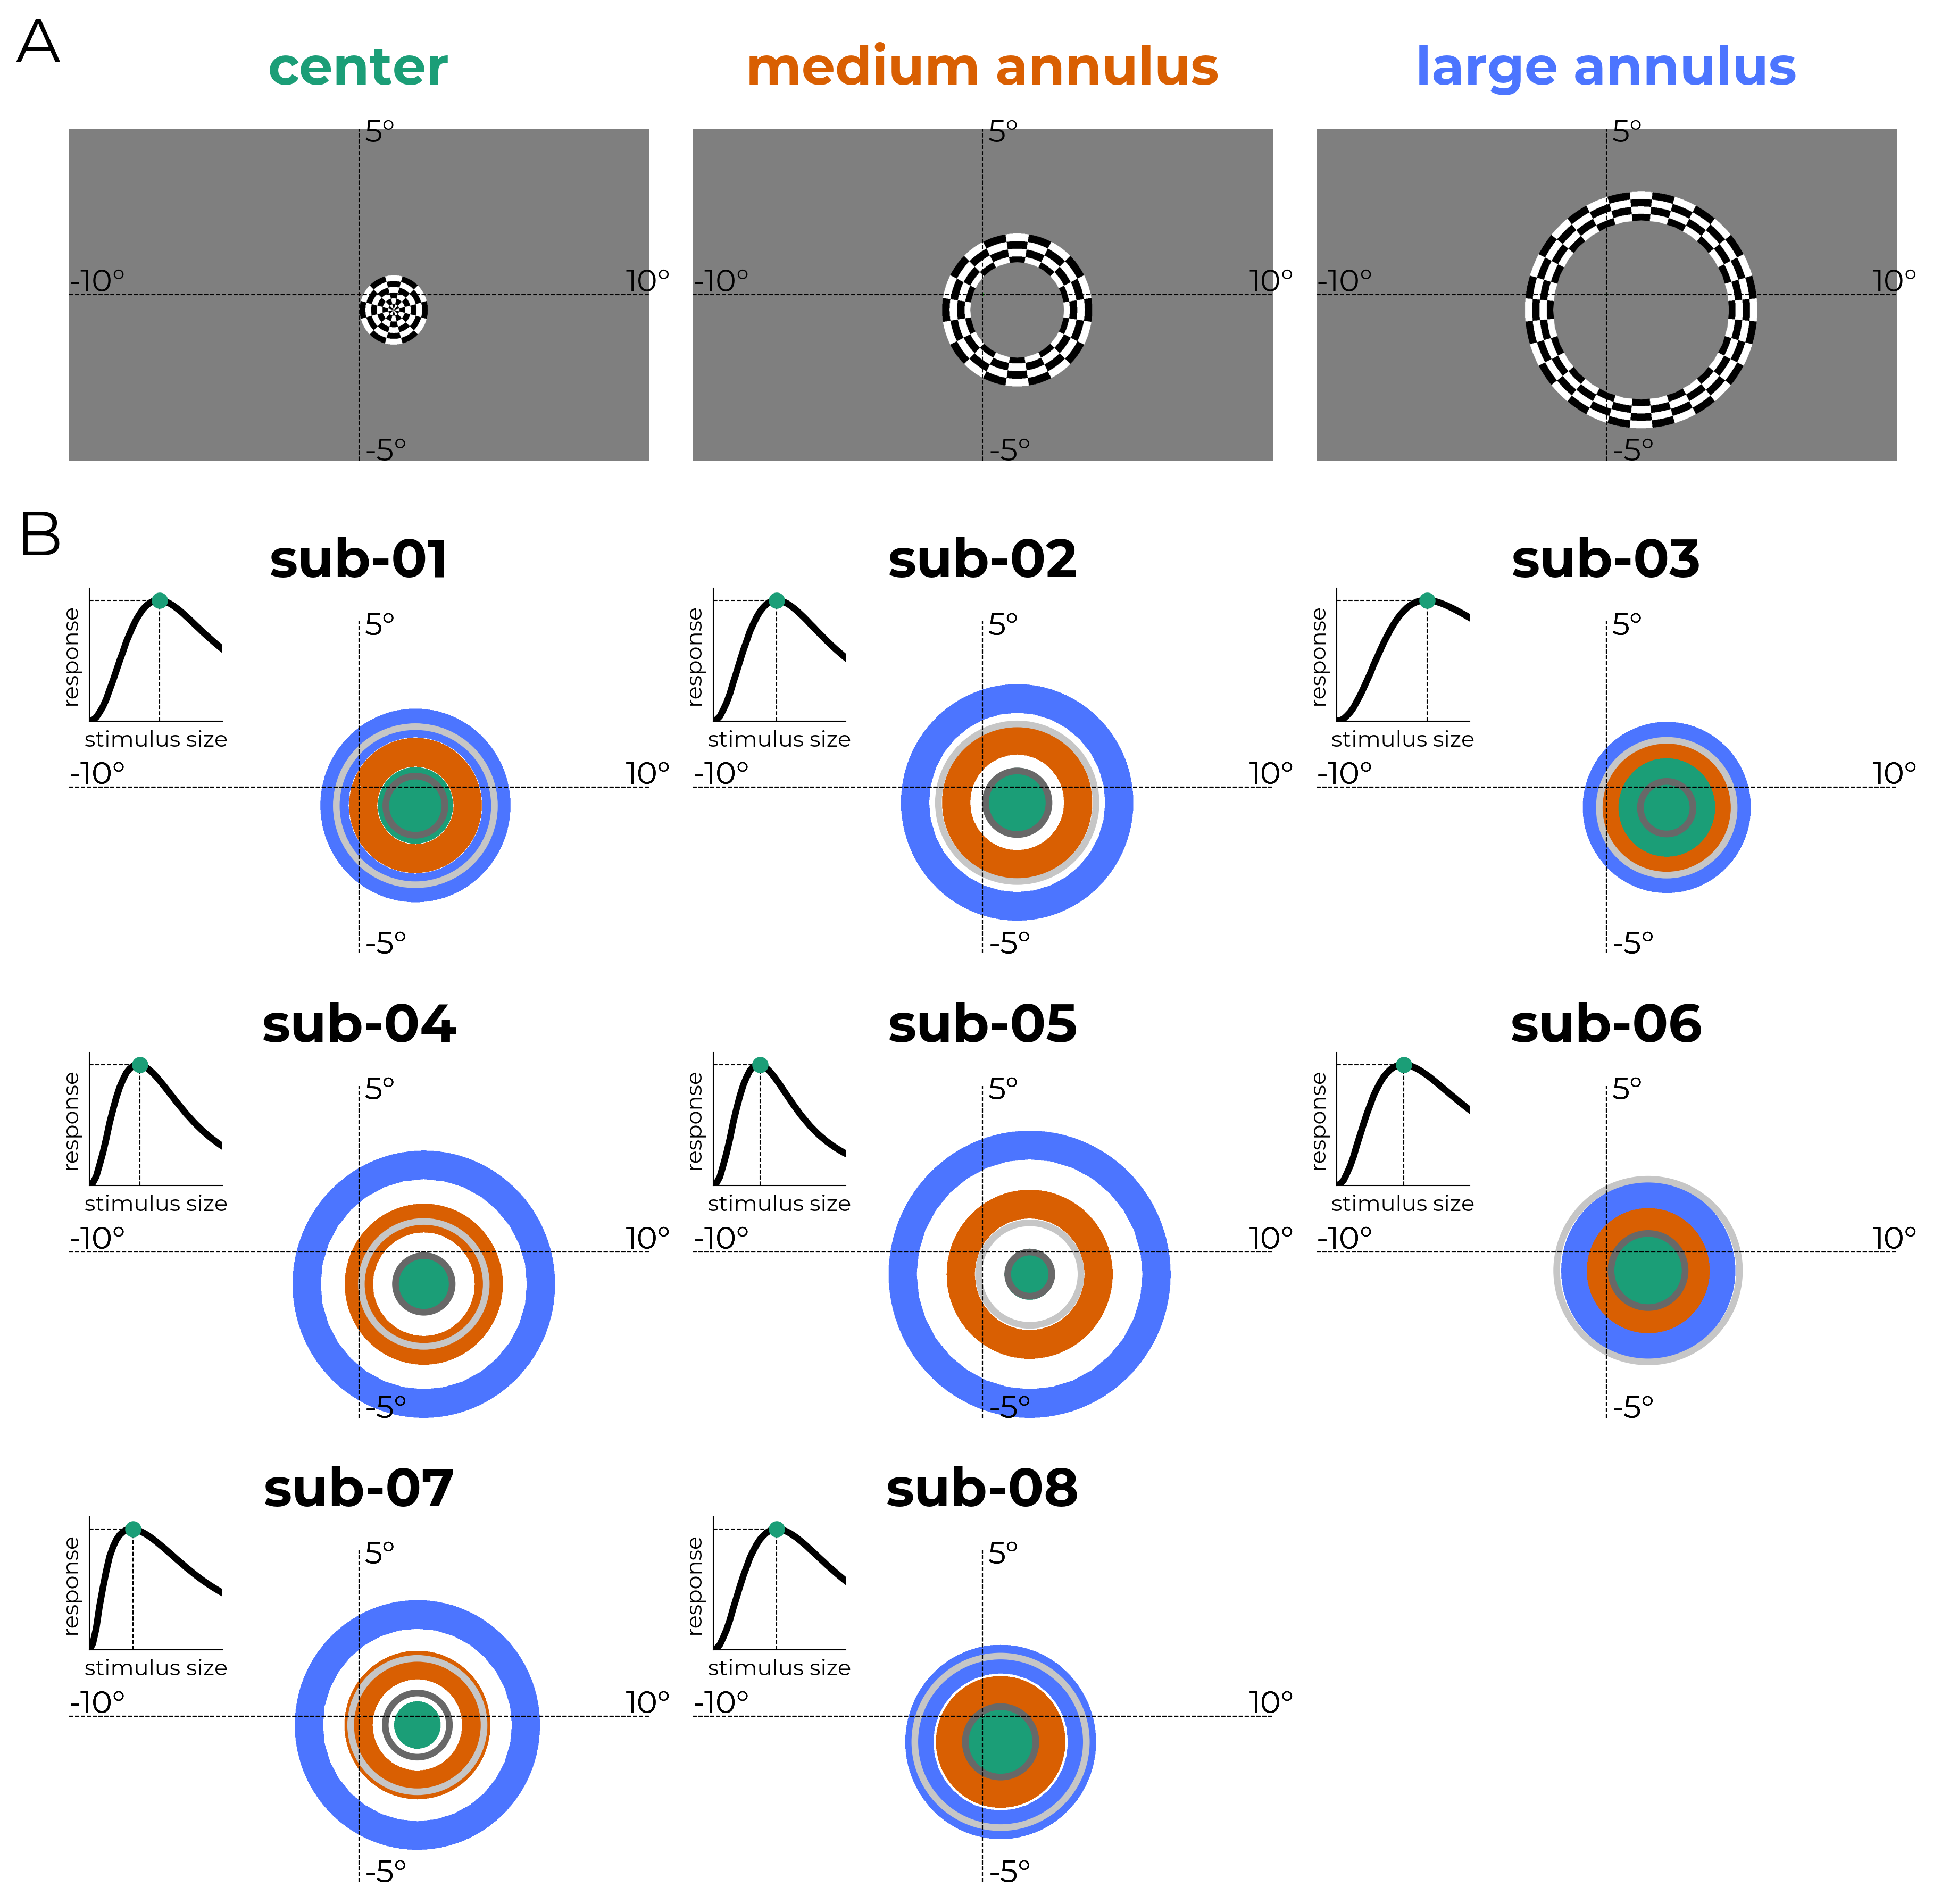 A
center medium annulus large annulus
5° 5° 5°
-10° 10° -10° 10° -10° 10°
-5° -5° -5°
B
sub-01 sub-02 sub-03
response response response
5° 5° 5°
stimulus size stimulus size stimulus size
-10° 10° -10° 10° -10° 10°
-5° -5° -5°
sub-04 sub-05 sub-06
response response response
5° 5° 5°
stimulus size stimulus size stimulus size
-10° 10° -10° 10° -10° 10°
-5° -5° -5°
sub-07 sub-08
response response
5° 5°
stimulus size stimulus size
-10° 10° -10° 10°
-5° -5°